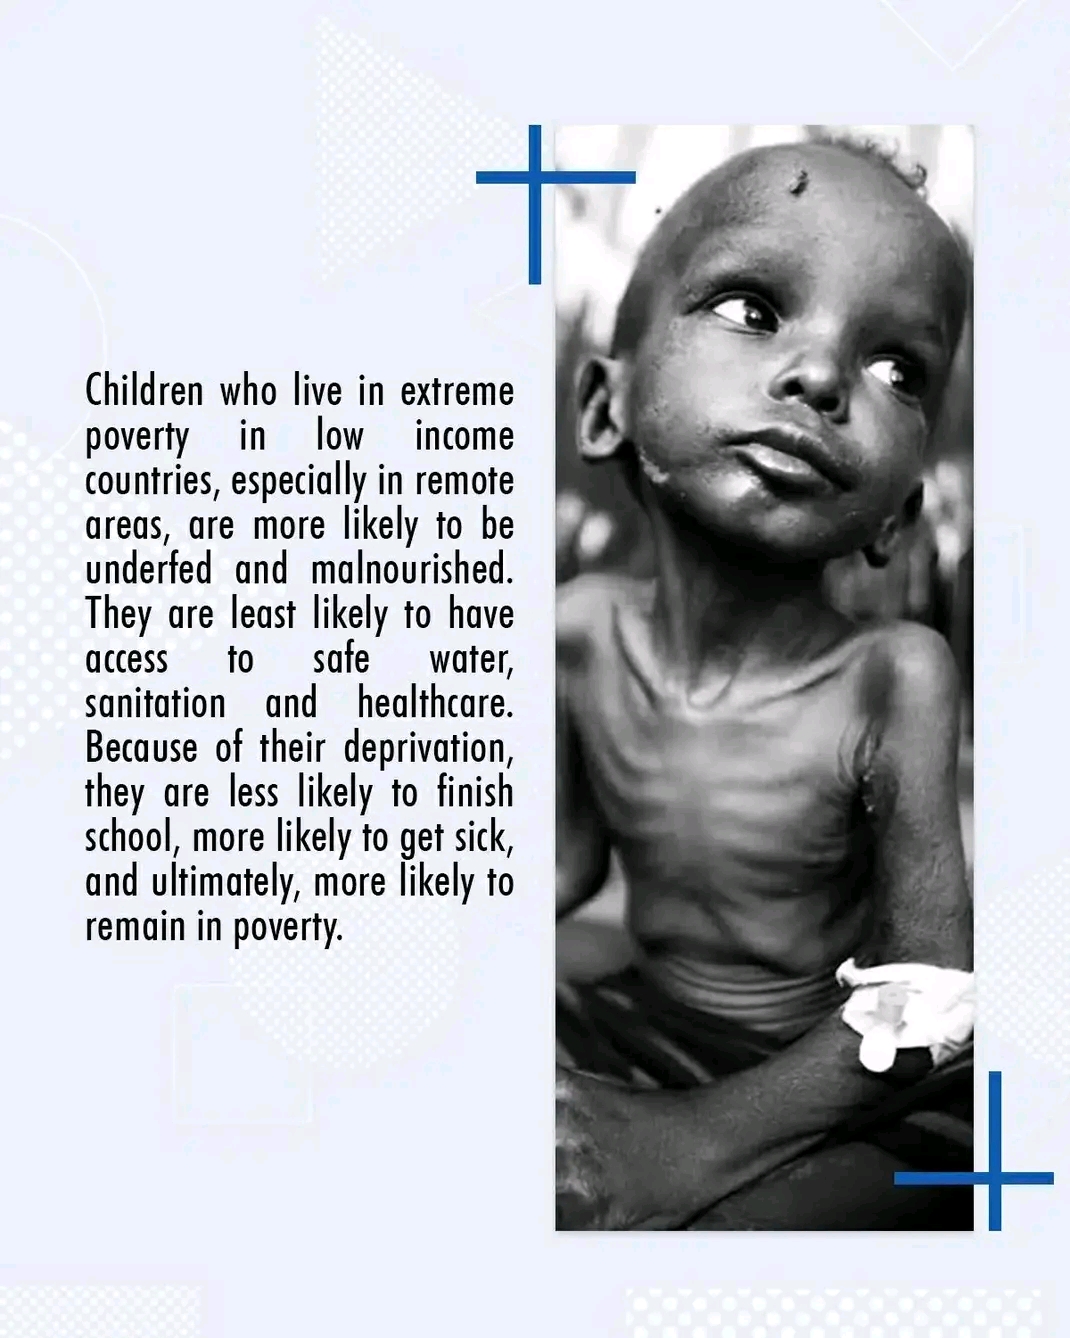 Children who live in extreme
poverty in low income
countries, especially in remote
areas, are more likely to be
underfed and malnourished.
They are least likely to have
access to safe water,
sanitation and healthcare.
Because of their deprivation,
they are less likely to finish
school, more likely to get sick,
and ultimately, more likely to
remain in poverty.